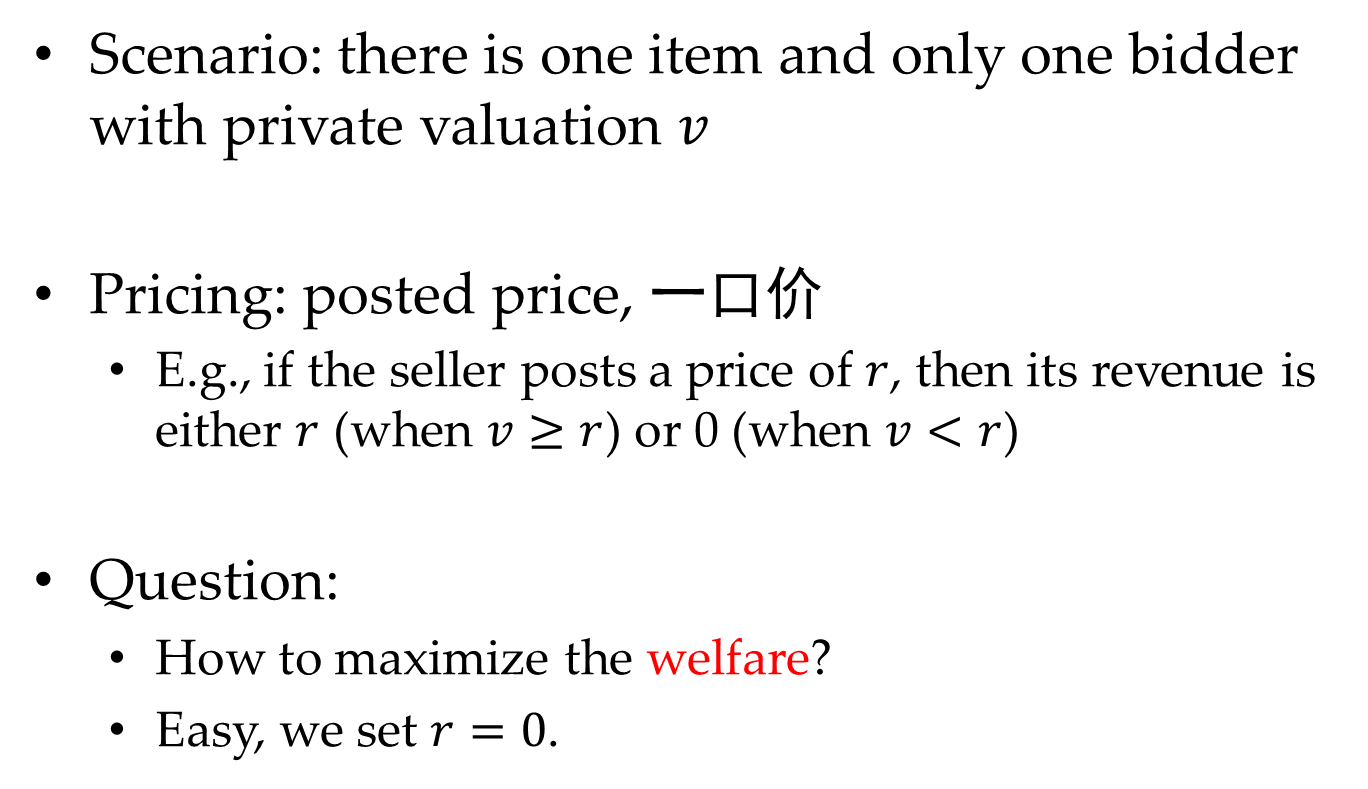 • Scenario: there is one item and only one bidder
with private valuation v
• Pricing: posted price, 一口价
• E.g., if the seller posts a price of r, then its revenue is
either r (when v ≥ r) or 0 (when v < r)
• Question:
• How to maximize the welfare?
• Easy, we set r = 0.